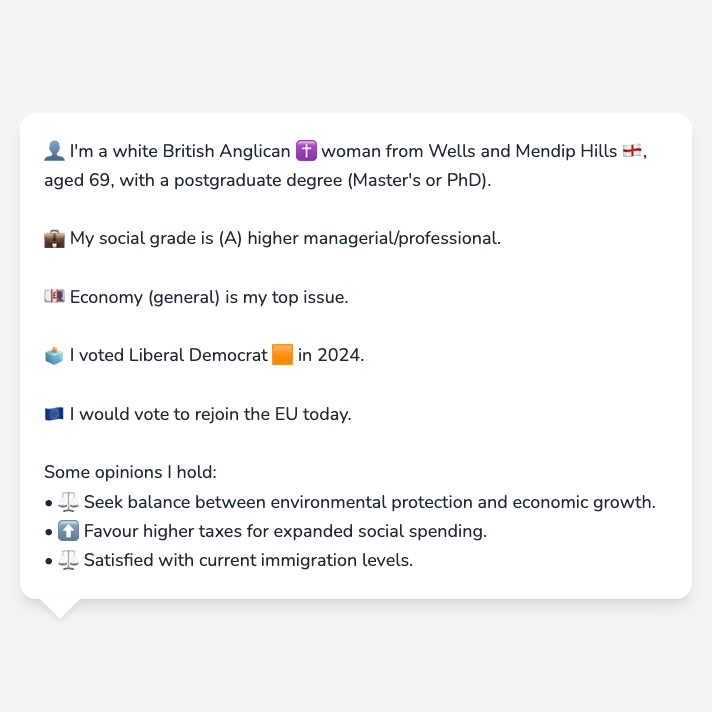 👤 I'm a white British Anglican ✝️ woman from Wells and Mendip Hills 🏴󠁧󠁢󠁥󠁮󠁧󠁿,
aged 69, with a postgraduate degree (Master's or PhD).
💼 My social grade is (A) higher managerial/professional.
💷 Economy (general) is my top issue.
🗳️ I voted Liberal Democrat 🟧 in 2024.
🇪🇺 I would vote to rejoin the EU today.
Some opinions I hold:
• ⚖️ Seek balance between environmental protection and economic growth.
• ⬆️ Favour higher taxes for expanded social spending.
• ⚖️ Satisfied with current immigration levels.